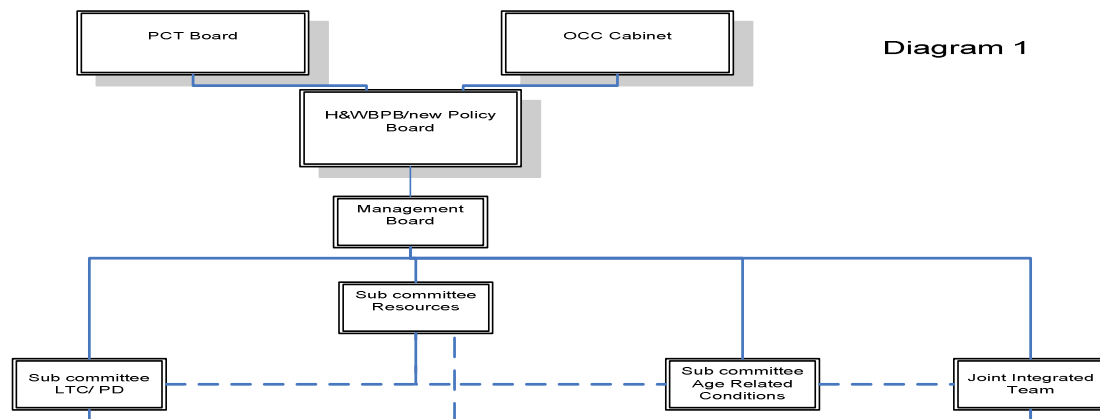 PCT Board
OCC Cabinet
Diagram 1
H&WBPB/new Policy
Board
Management
Board
Sub committee
Resources
Sub committee
LTC/ PD
Sub committee
Age Related
Conditions
Joint Integrated
Team